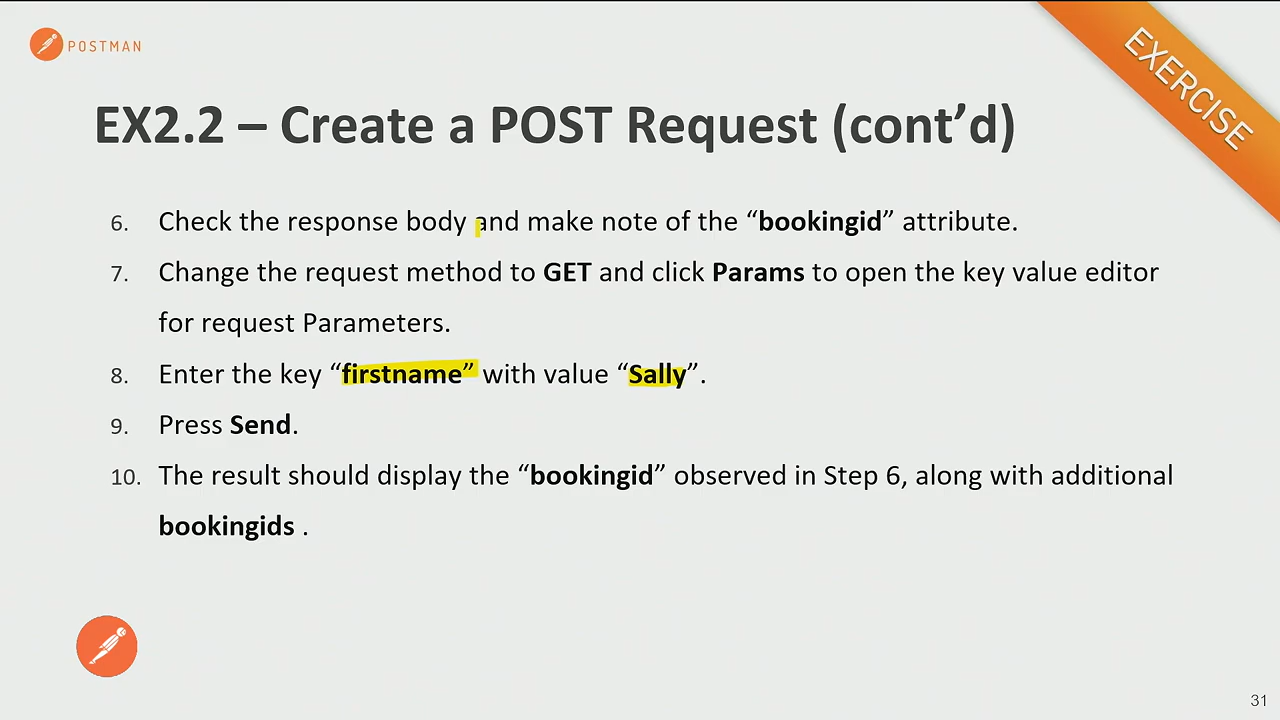 POSTMAN
EXERCISE
EX2.2 – Create a POST Request (cont’d)
6. Check the response body and make note of the “bookingid” attribute.
7. Change the request method to GET and click Params to open the key value editor
for request Parameters.
8. Enter the key “firstname” with value “Sally”.
9. Press Send.
10. The result should display the “bookingid” observed in Step 6, along with additional
bookingids .
31